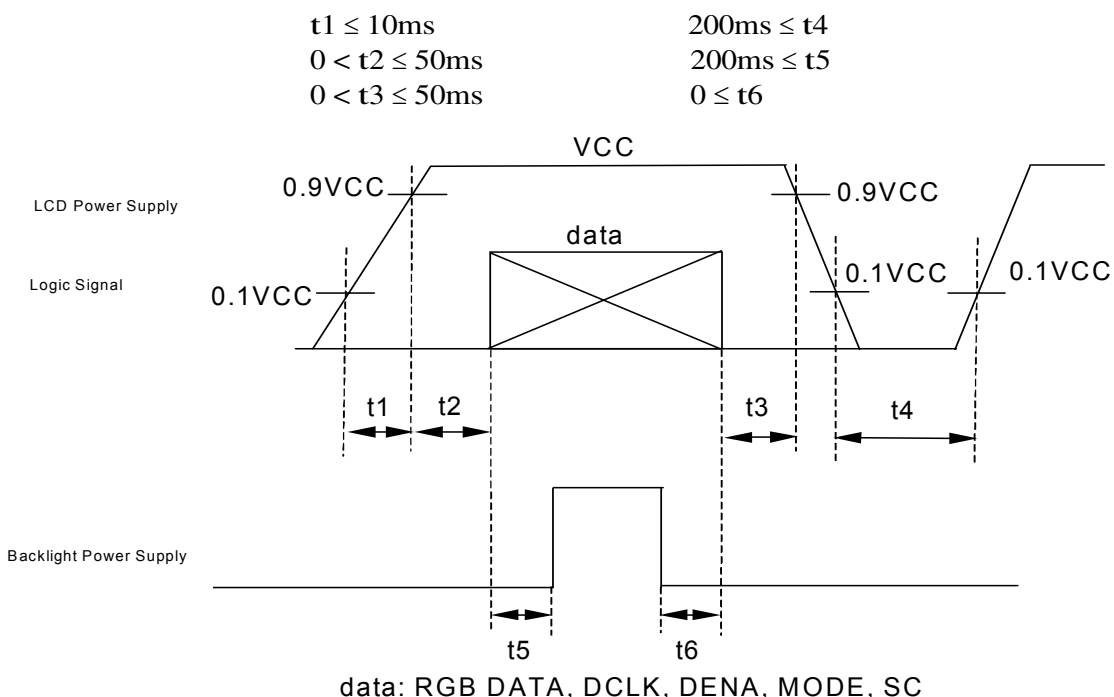 t1 ≤ 10ms 200ms ≤ t4
0 < t2 ≤ 50ms 200ms ≤ t5
0 < t3 ≤ 50ms 0 ≤ t6
VCC
0.9VCC 0.9VCC
LCD Power Supply
data
Logic Signal 0.1VCC 0.1VCC 0.1VCC
t1 t2 t3 t4
Backlight Power Supply
t5 t6
data: RGB DATA, DCLK, DENA, MODE, SC